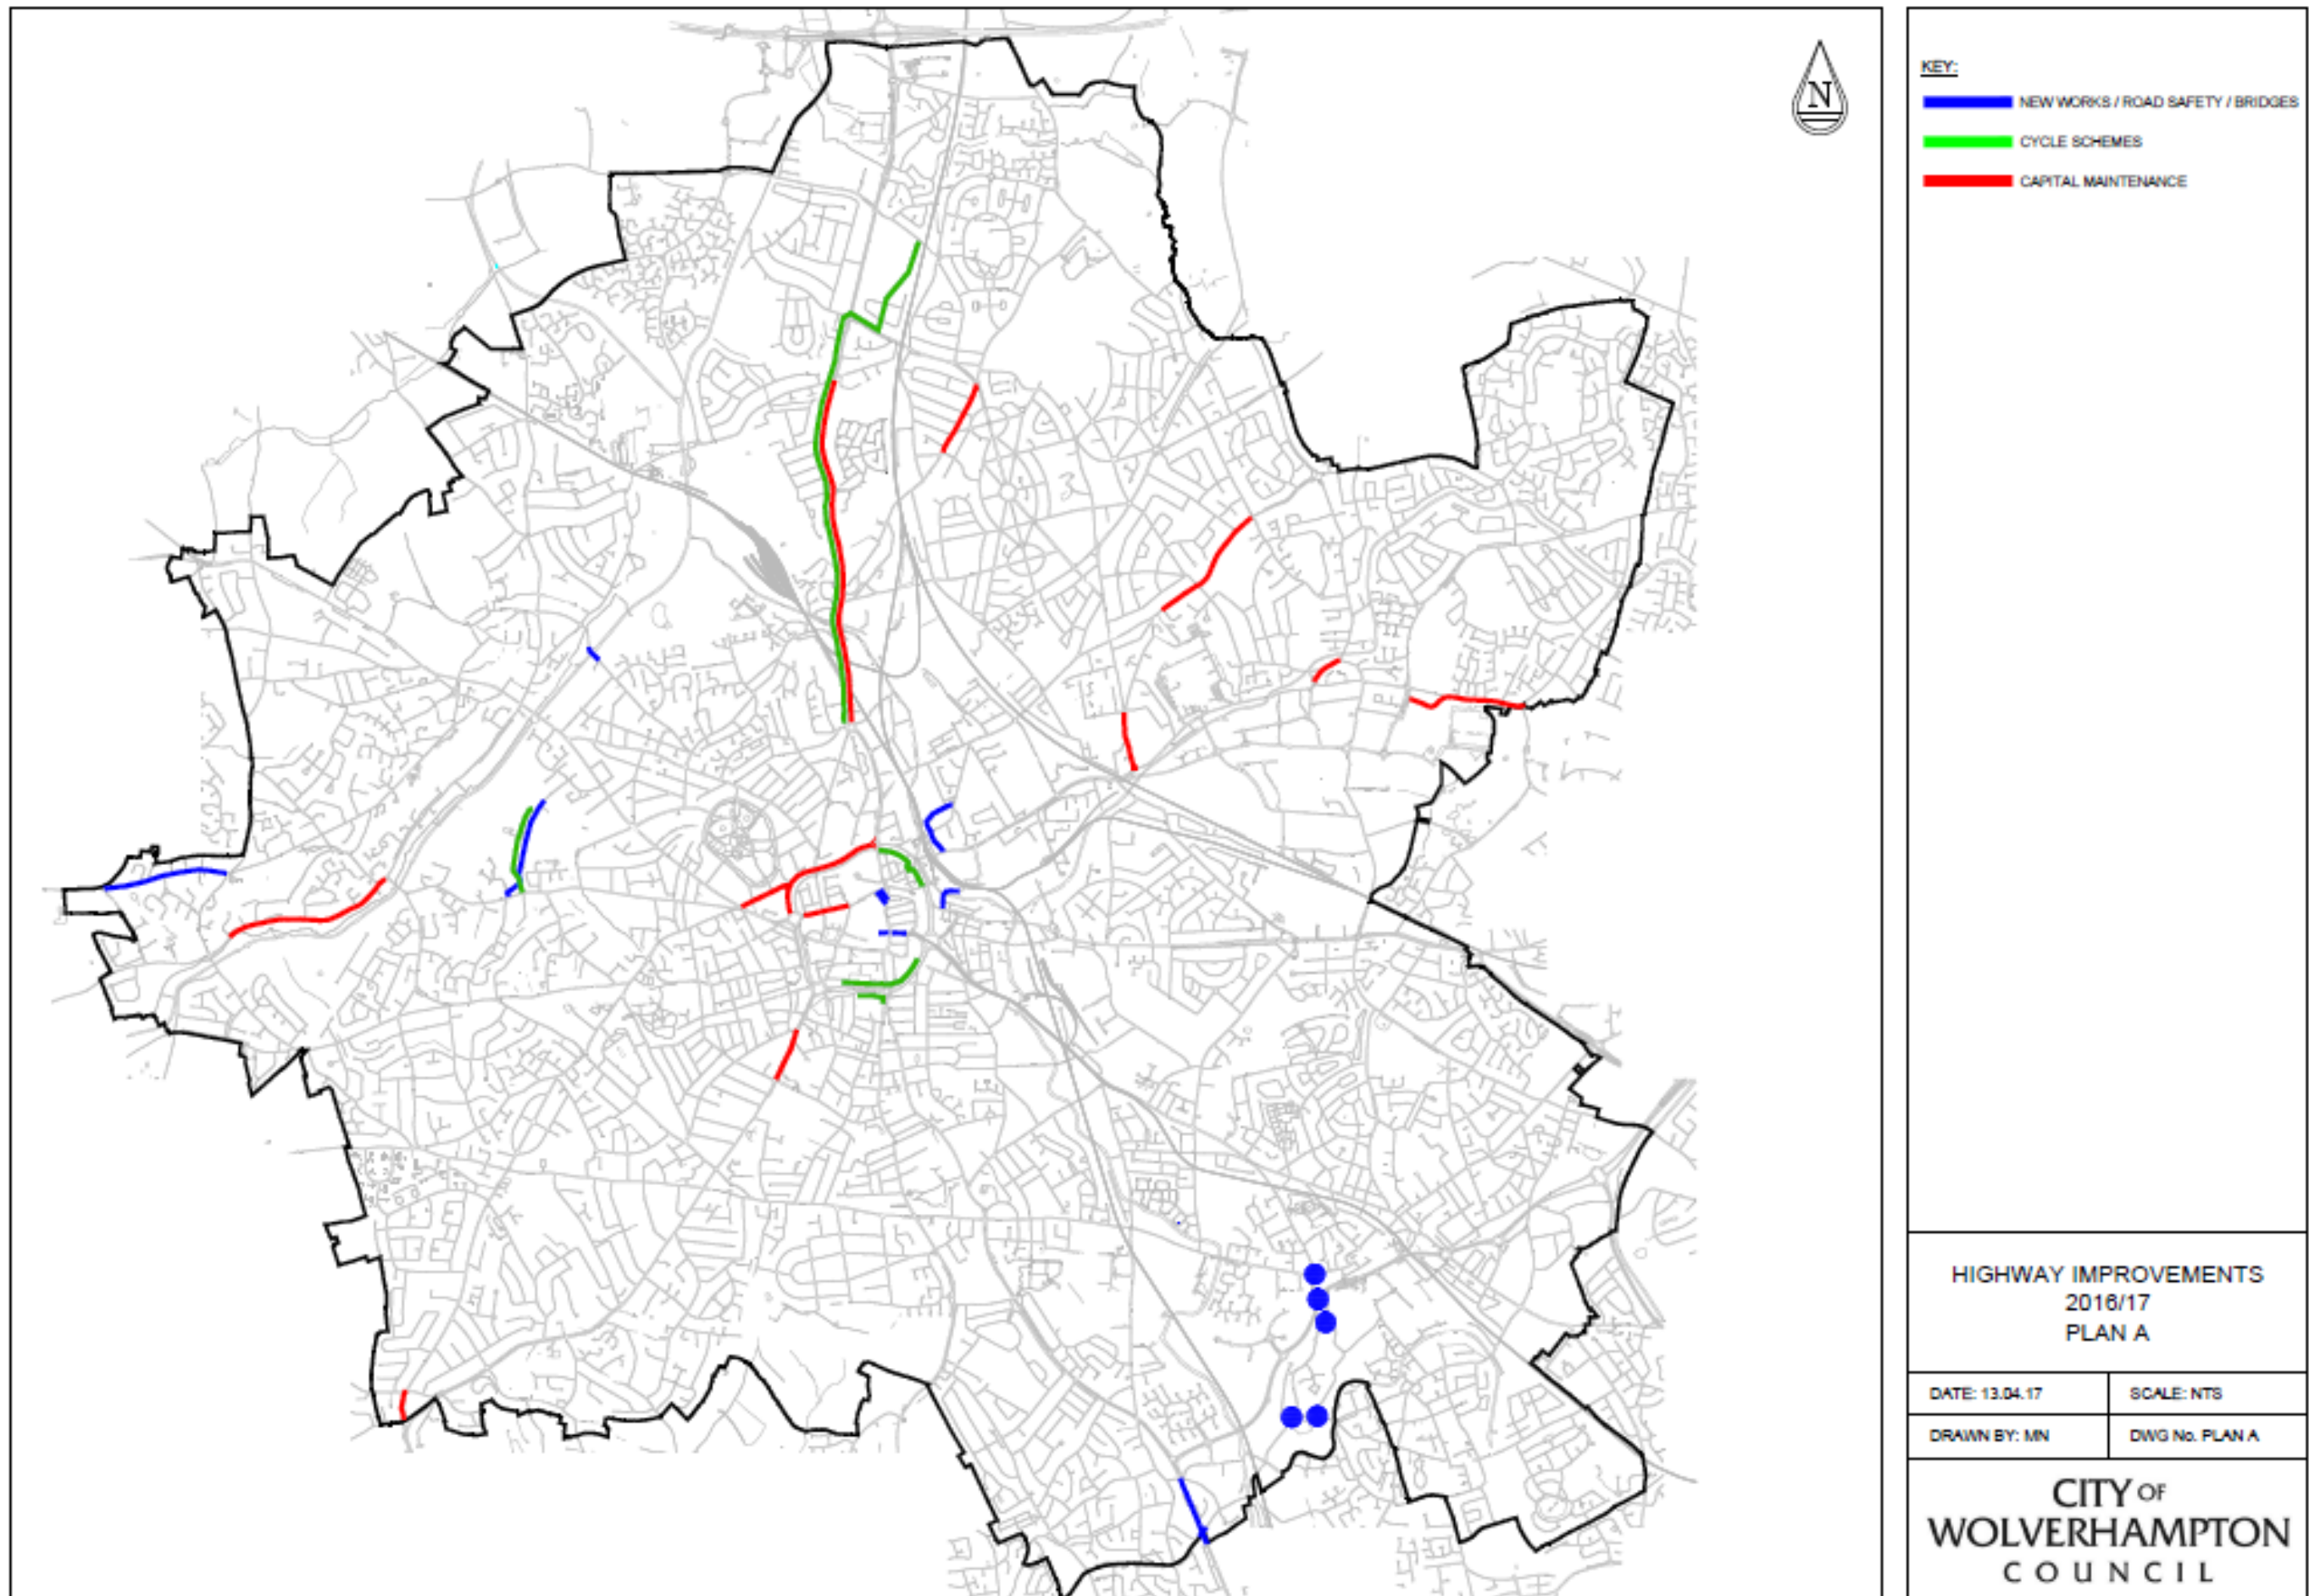 N
KEY:
NEW WORKS / ROAD SAFETY / BRIDGES
CYCLE SCHEMES
CAPITAL MAINTENANCE
HIGHWAY IMPROVEMENTS
2016/17
PLAN A
DATE: 13.04.17
SCALE: NTS
DRAWN BY: MN
DWG No. PLAN A
CITY OF
WOLVERHAMPTON
COUNCIL